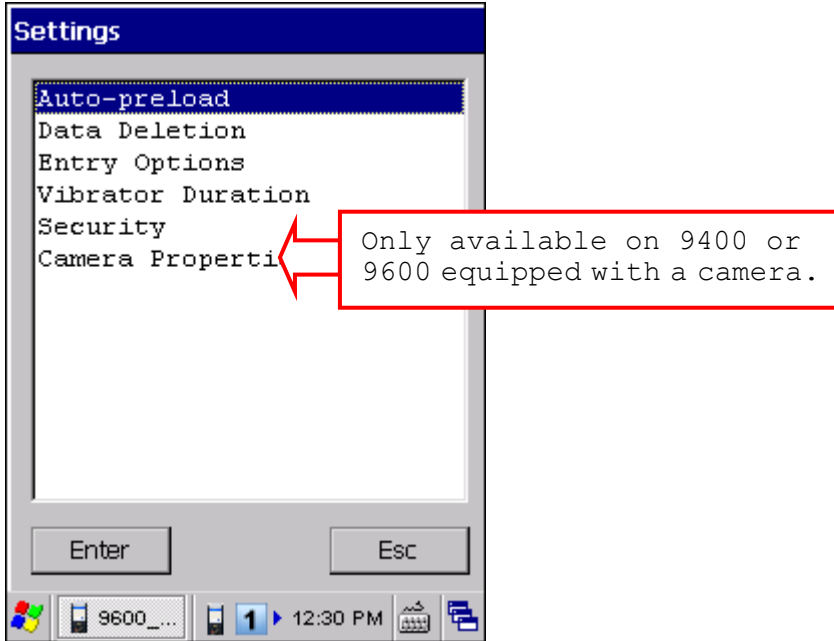 Settings
Auto-preload
Data Deletion
Entry Options
Vibrator Duration
Security
Camera Properti
Only available on 9400 or
9600 equipped with a camera.
Enter
Esc
9600_... 1 12:30 PM